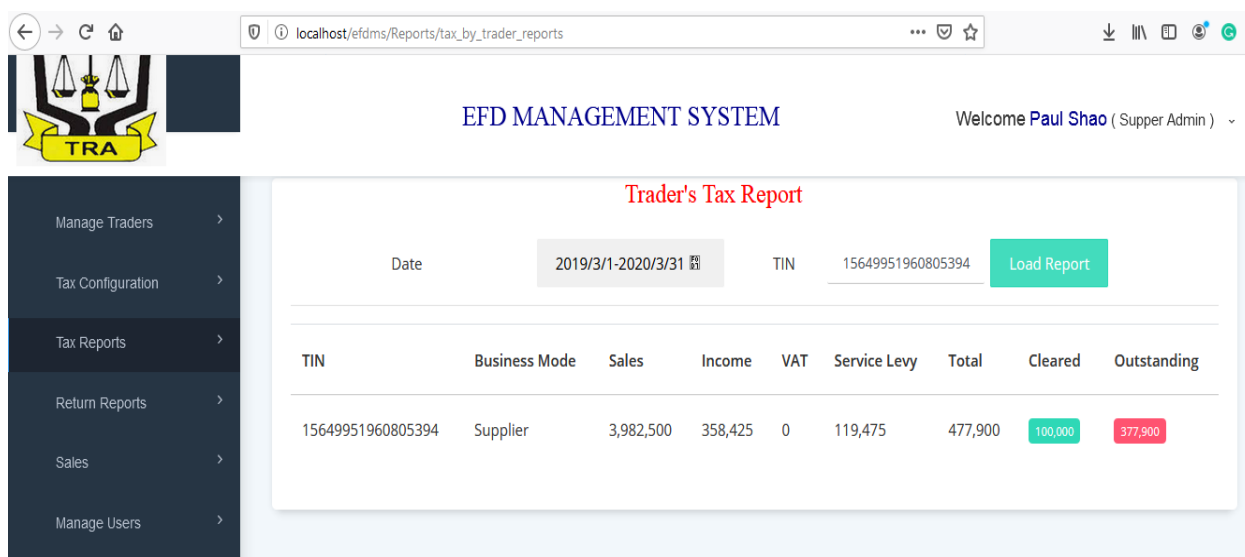 localhost/efdms/Reports/tax_by_trader_reports
TRA
EFD MANAGEMENT SYSTEM
Welcome Paul Shao ( Supper Admin )
Manage Traders
Tax Configuration
Tax Reports
Return Reports
Sales
Manage Users
Trader's Tax Report
Date 2019/3/1-2020/3/31 TIN 15649951960805394 Load Report
TIN Business Mode Sales Income VAT Service Levy Total Cleared Outstanding
15649951960805394 Supplier 3,982,500 358,425 0 119,475 477,900 100,000 377,900